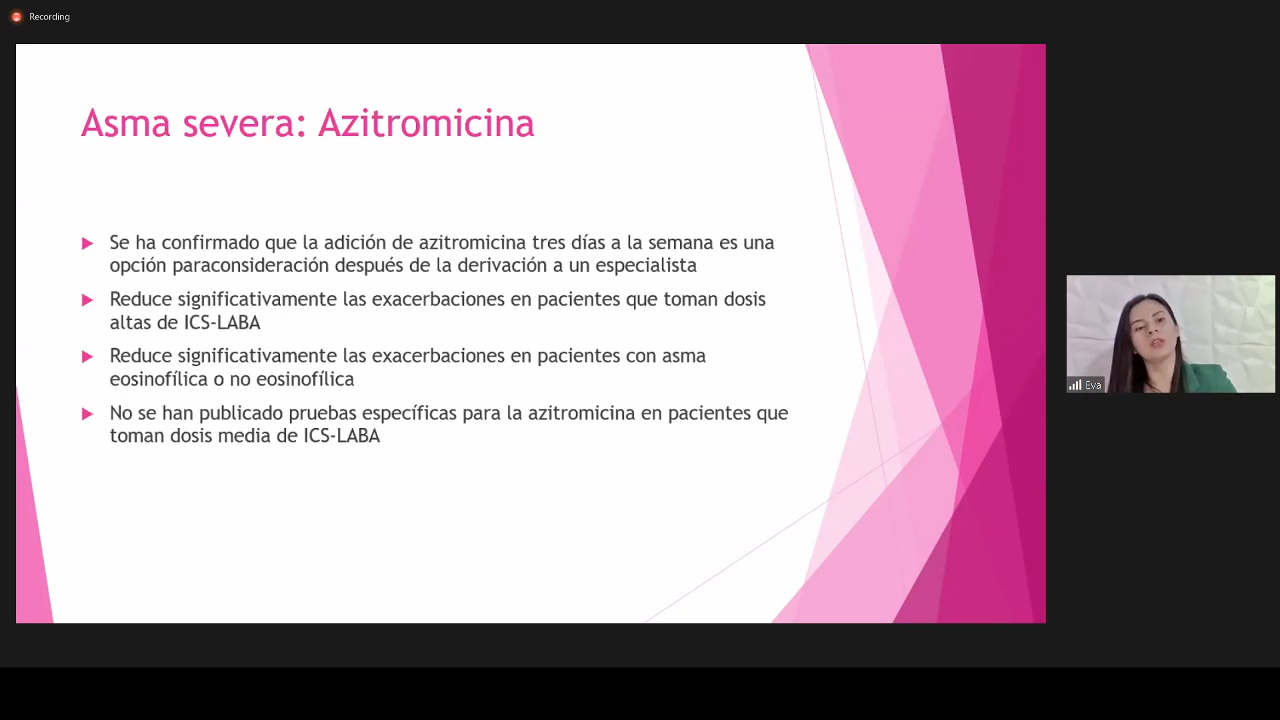 Recording
Asma severa: Azitromicina
Se ha confirmado que la adición de azitromicina tres días a la semana es una
opción paraconsideración después de la derivación a un especialista
Reduce significativamente las exacerbaciones en pacientes que toman dosis
altas de ICS-LABA
Reduce significativamente las exacerbaciones en pacientes con asma
eosinofílica o no eosinofílica
No se han publicado pruebas específicas para la azitromicina en pacientes que
toman dosis media de ICS-LABA
Eva